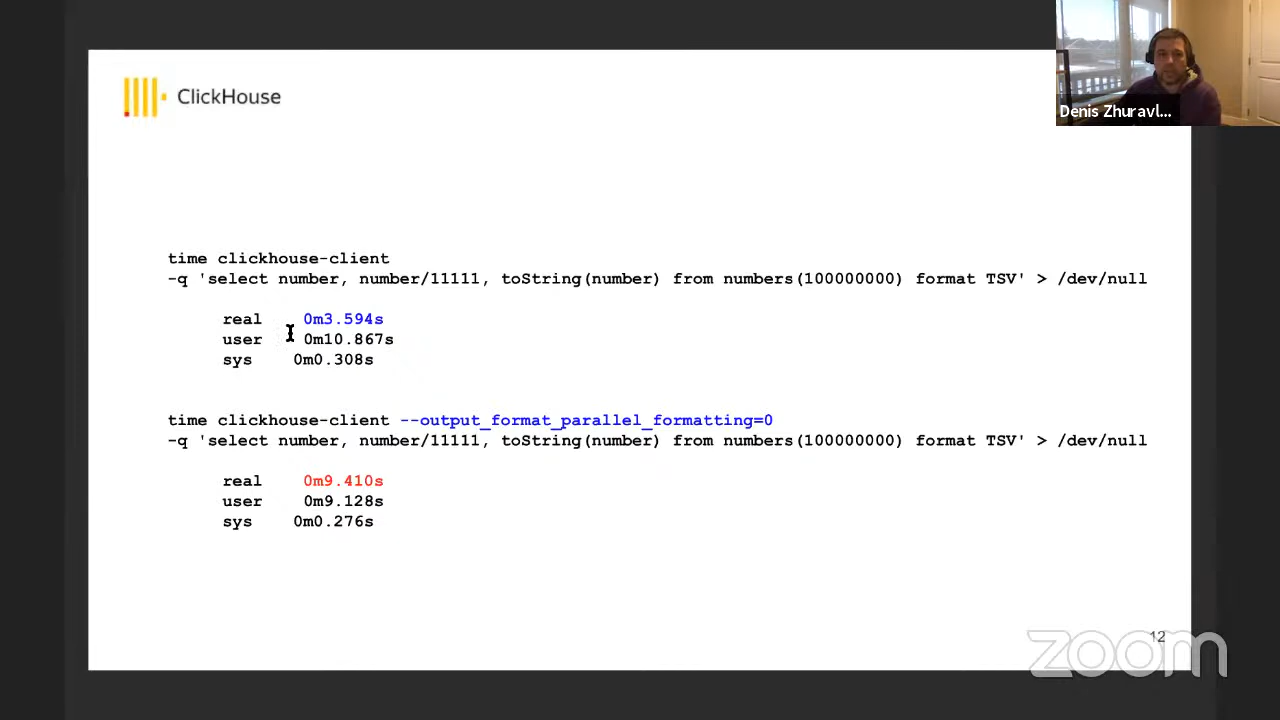 ClickHouse
Denis Zhuravl...
time clickhouse-client
-q 'select number, number/11111, toString(number) from numbers(100000000) format TSV' > /dev/null
real 0m3.594s
user 0m10.867s
sys 0m0.308s
time clickhouse-client --output_format_parallel_formatting=0
-q 'select number, number/11111, toString(number) from numbers(100000000) format TSV' > /dev/null
real 0m9.410s
user 0m9.128s
sys 0m0.276s
12
zoom